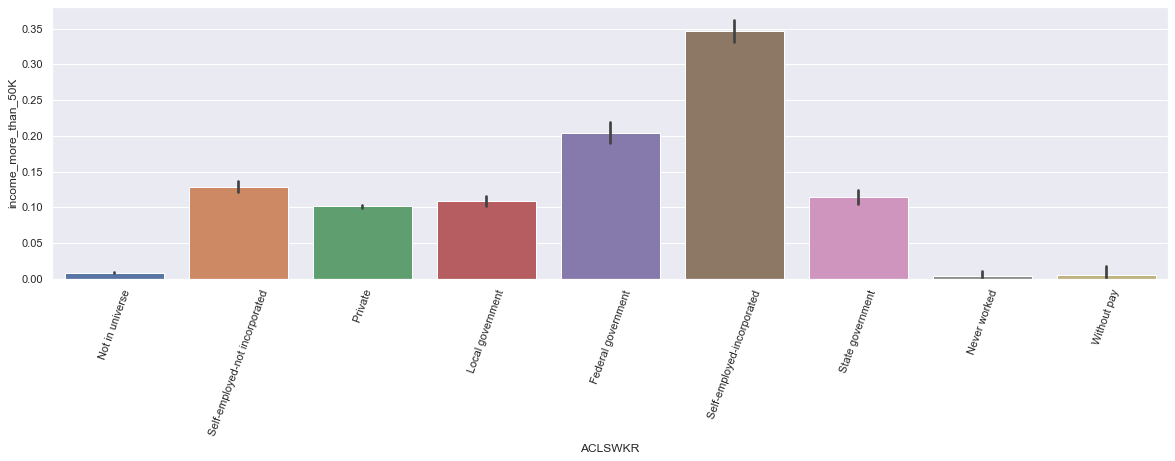 0.35
0.30
0.25
0.20
0.15
0.10
0.05
0.00
income_more_than_50K
Not in universe
Self-employed-not incorporated
Private
Local government
Federal government
Self-employed-incorporated
State government
Never worked
Without pay
ACLSWKR